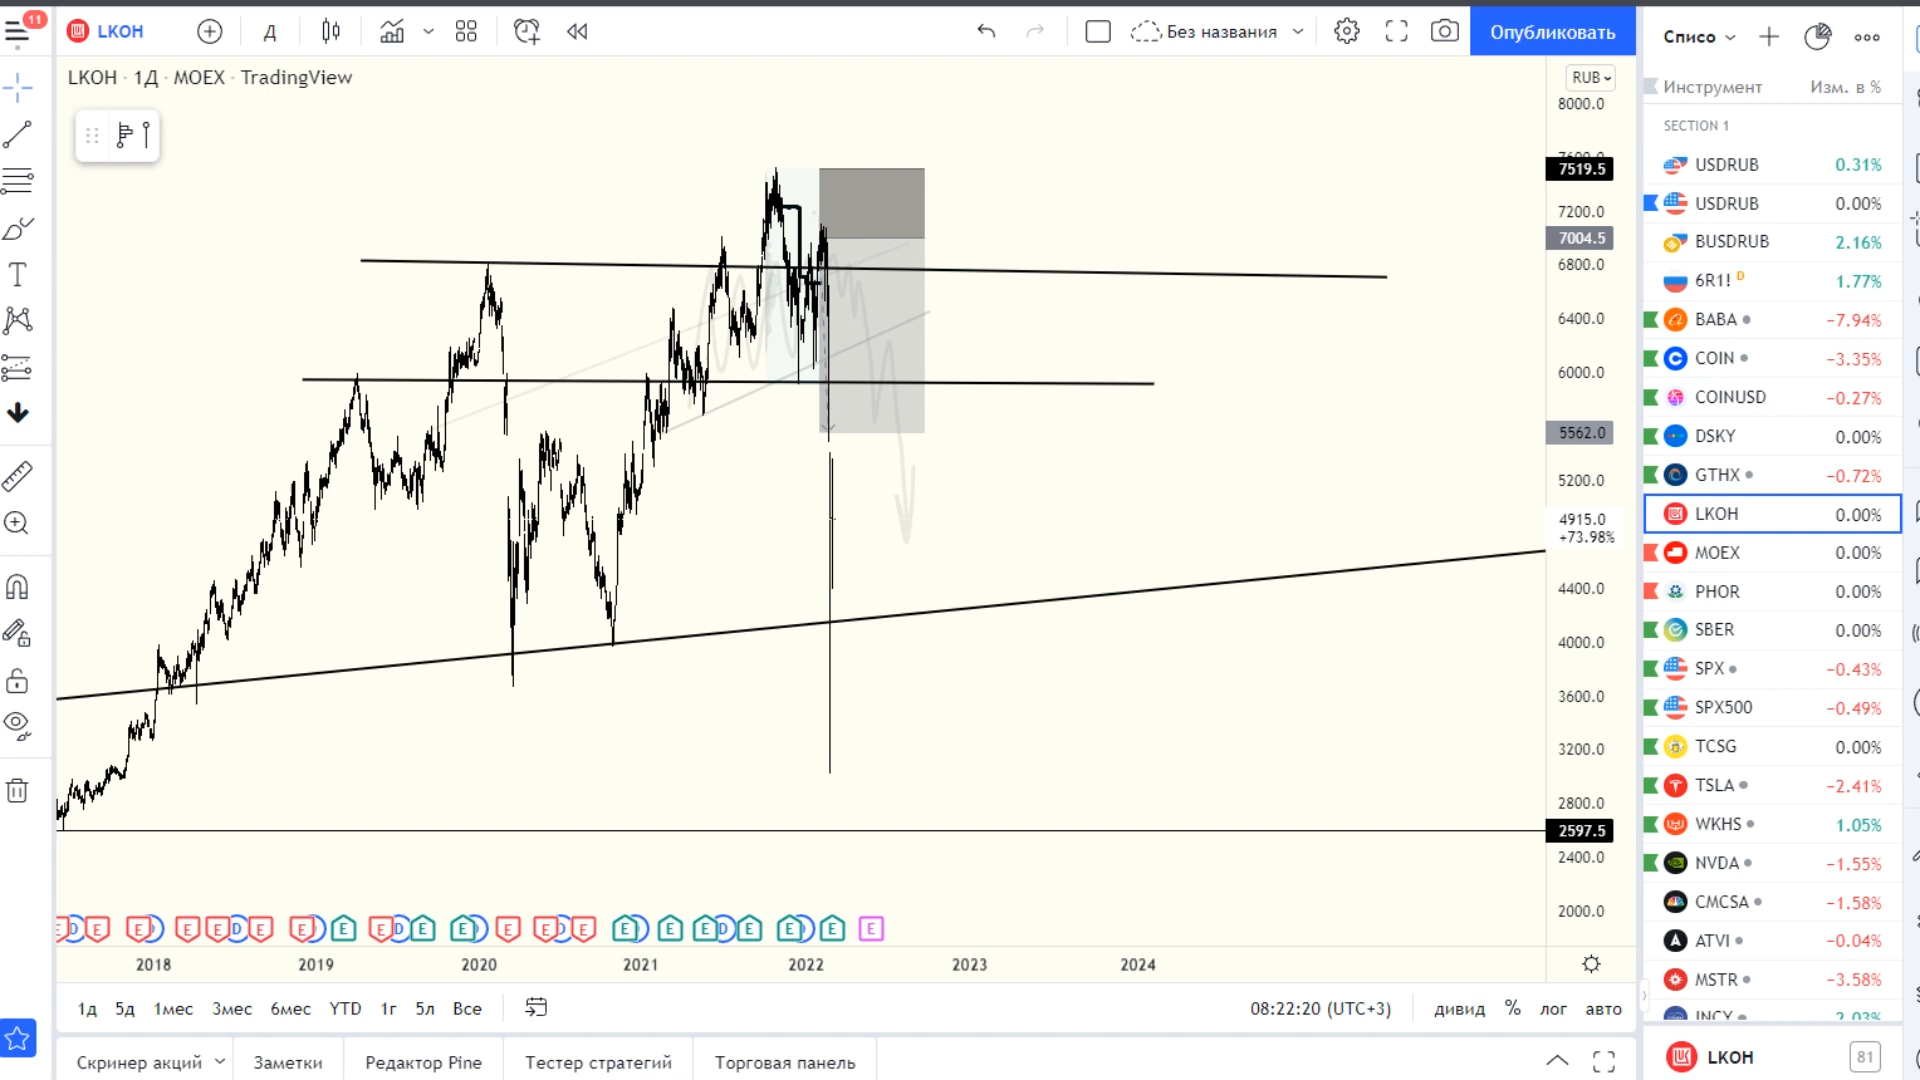 11
LKOH
Д
Без названия
Опубликовать
Списо
LKOH · 1Д · MOEX · TradingView
RUB
8000.0
7519.5
7200.0
7004.5
6800.0
6400.0
6000.0
5562.0
5200.0
4915.0
+73.98%
4400.0
4000.0
3600.0
3200.0
2800.0
2597.5
2400.0
2000.0
Инструмент Изм. в %
SECTION 1
USDRUB 0.31%
USDRUB 0.00%
BUSDRUB 2.16%
6R1! D 1.77%
BABA −7.94%
COIN −3.35%
COINUSD −0.27%
DSKY 0.00%
GTHX −0.72%
LKOH 0.00%
MOEX 0.00%
PHOR 0.00%
SBER 0.00%
SPX −0.43%
SPX500 −0.49%
TCSG 0.00%
TSLA −2.41%
WKHS 1.05%
NVDA −1.55%
CMCSA −1.58%
ATVI −0.04%
MSTR −3.58%
E D E E E E E D E E E E D E E E E D E E E E E D E E E E
2018 2019 2020 2021 2022 2023 2024
1д 5д 1мес 3мес 6мес YTD 1г 5л Все
08:22:20 (UTC+3) дивид % лог авто
Скринер акций Заметки Редактор Pine Тестер стратегий Торговая панель
LKOH 81